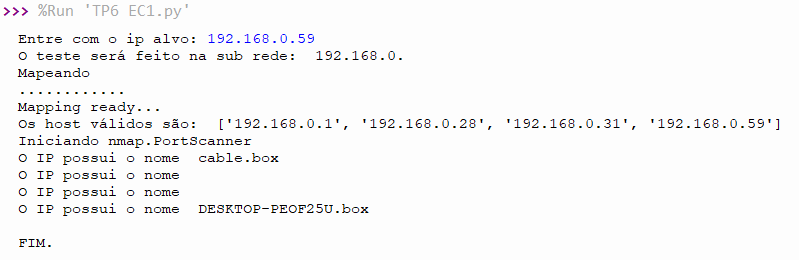 >>> %Run 'TP6 EC1.py'
Entre com o ip alvo: 192.168.0.59
O teste será feito na sub rede:  192.168.0.
Mapeando
............
Mapping ready...
Os host válidos são:  ['192.168.0.1', '192.168.0.28', '192.168.0.31', '192.168.0.59']
Iniciando nmap.PortScanner
O IP possui o nome  cable.box
O IP possui o nome
O IP possui o nome
O IP possui o nome  DESKTOP-PEOF25U.box
FIM.